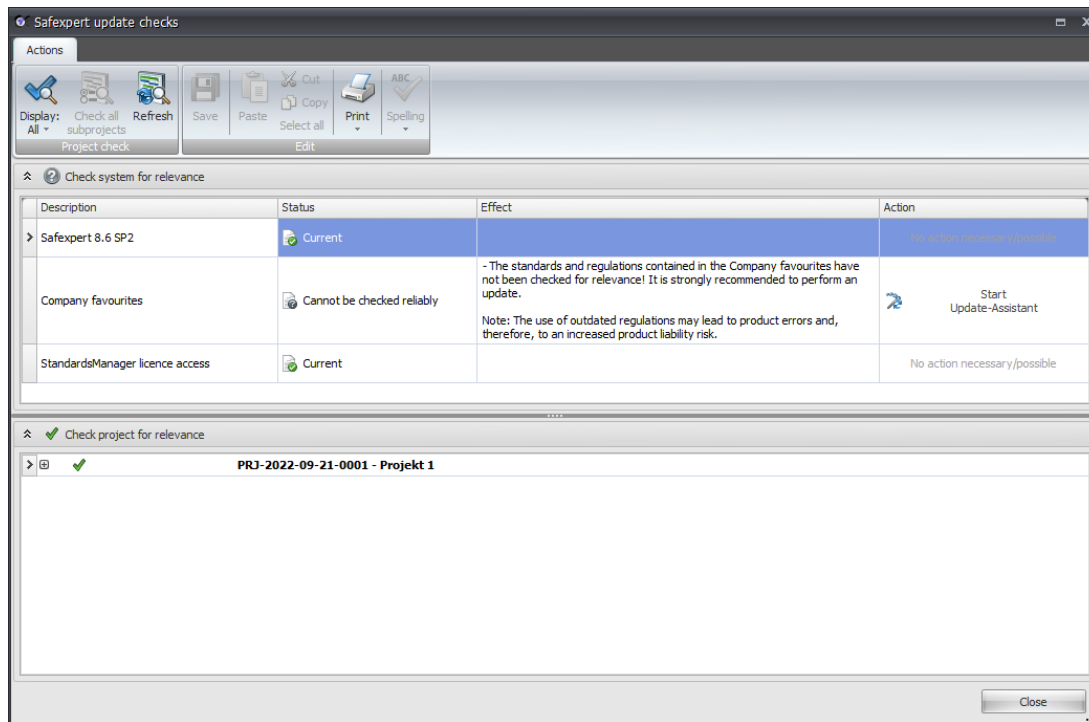 Safexpert update checks
Actions
Display:
All
Check all
subprojects
Refresh
Save
Paste
Cut
Copy
Select all
Print
ABC
Spelling
Project check
Edit
Check system for relevance
Description Status Effect Action
Safexpert 8.6 SP2 Current No action necessary/possible
Company favourites Cannot be checked reliably
- The standards and regulations contained in the Company favourites have
not been checked for relevance! It is strongly recommended to perform an
update.
Note: The use of outdated regulations may lead to product errors and,
therefore, to an increased product liability risk.
Start
Update-Assistant
StandardsManager licence access Current No action necessary/possible
Check project for relevance
PRJ-2022-09-21-0001 - Projekt 1
Close